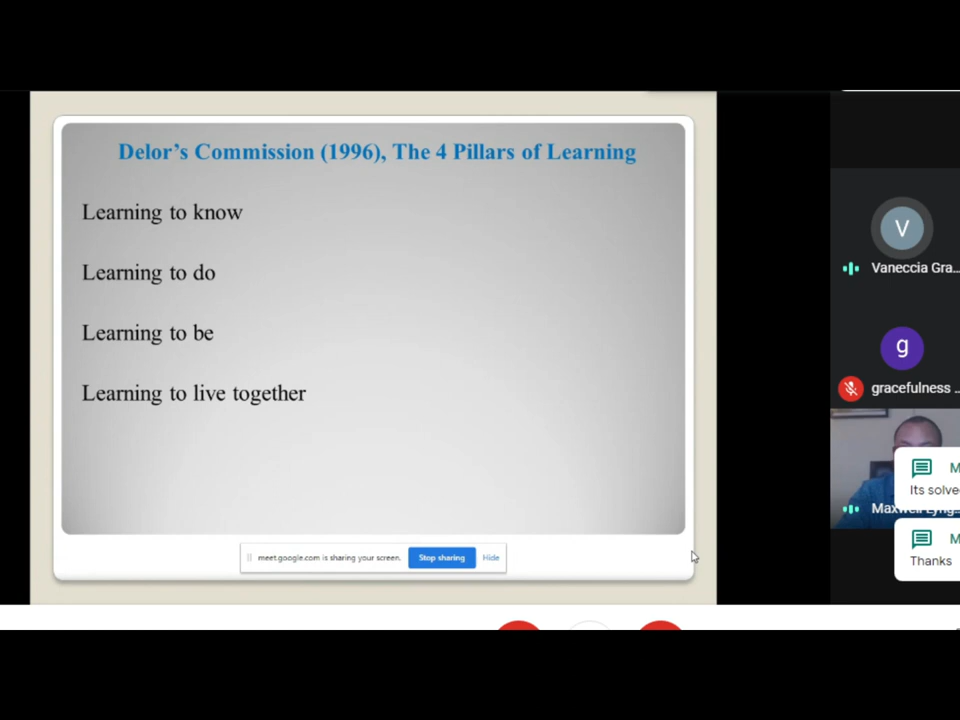 Delor's Commission (1996), The 4 Pillars of Learning
Learning to know
Learning to do
Learning to be
Learning to live together
meet.google.com is sharing your screen.
Stop sharing
Hide
V
Vaneccia Gra...
g
gracefulness ...
M
Its solve
M
Thanks